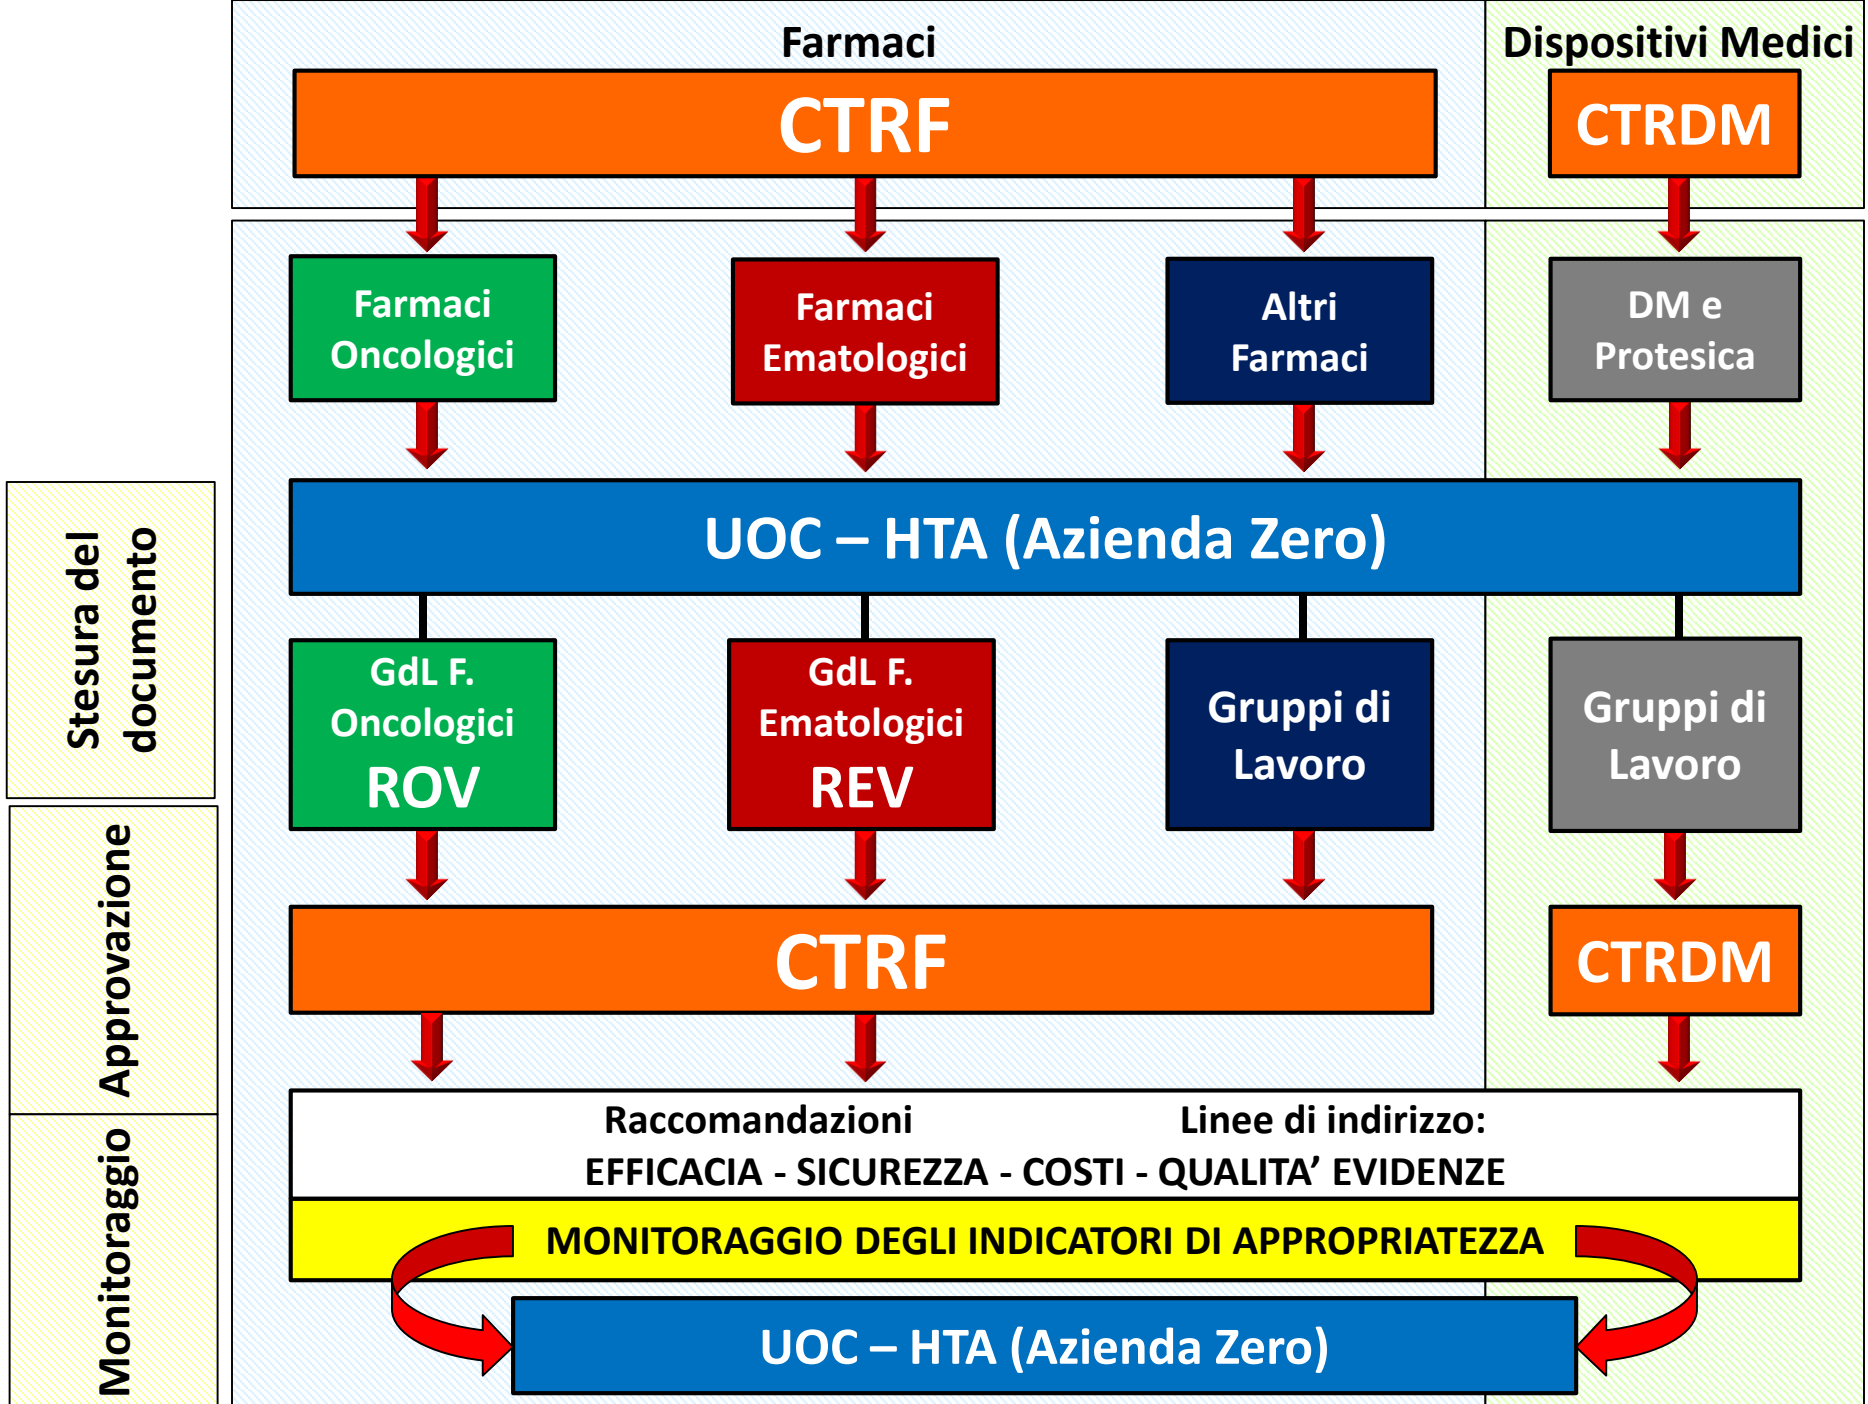 Farmaci
Dispositivi Medici
CTRF
CTRDM
Farmaci
Oncologici
Farmaci
Ematologici
Altri
Farmaci
DM e
Protesica
Stesura del
documento
UOC – HTA (Azienda Zero)
GdL F.
Oncologici
ROV
GdL F.
Ematologici
REV
Gruppi di
Lavoro
Gruppi di
Lavoro
Approvazione
CTRF
CTRDM
Monitoraggio
Raccomandazioni Linee di indirizzo:
EFFICACIA - SICUREZZA - COSTI - QUALITA’ EVIDENZE
MONITORAGGIO DEGLI INDICATORI DI APPROPRIATEZZA
UOC – HTA (Azienda Zero)